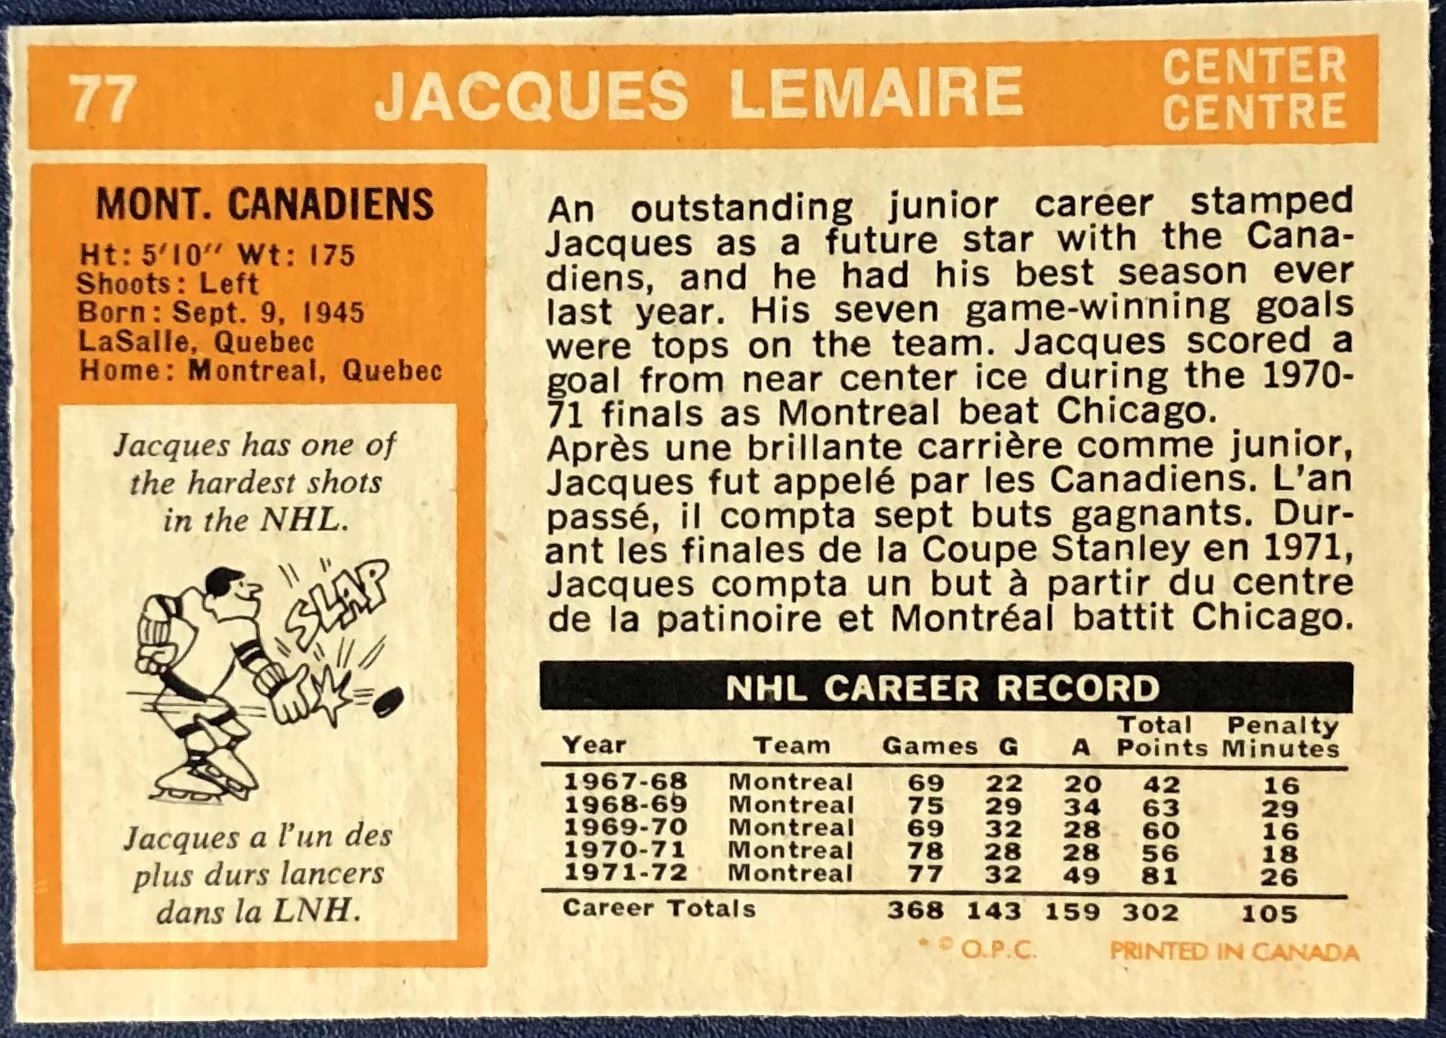 77 JACQUES LEMAIRE CENTER
CENTRE
MONT. CANADIENS
Ht: 5'10" Wt: 175
Shoots: Left
Born: Sept. 9, 1945
LaSalle, Quebec
Home: Montreal, Quebec
Jacques has one of
the hardest shots
in the NHL.
SLAP
Jacques a l'un des
plus durs lancers
dans la LNH.
An outstanding junior career stamped
Jacques as a future star with the Cana-
diens, and he had his best season ever
last year. His seven game-winning goals
were tops on the team. Jacques scored a
goal from near center ice during the 1970-
71 finals as Montreal beat Chicago.
Après une brillante carrière comme junior,
Jacques fut appelé par les Canadiens. L'an
passé, il compta sept buts gagnants. Dur-
ant les finales de la Coupe Stanley en 1971,
Jacques compta un but à partir du centre
de la patinoire et Montréal battit Chicago.
NHL CAREER RECORD
Year Team Games G A Total Points Penalty Minutes
1967-68 Montreal 69 22 20 42 16
1968-69 Montreal 75 29 34 63 29
1969-70 Montreal 69 32 28 60 16
1970-71 Montreal 78 28 28 56 18
1971-72 Montreal 77 32 49 81 26
Career Totals 368 143 159 302 105
* © O.P.C. PRINTED IN CANADA